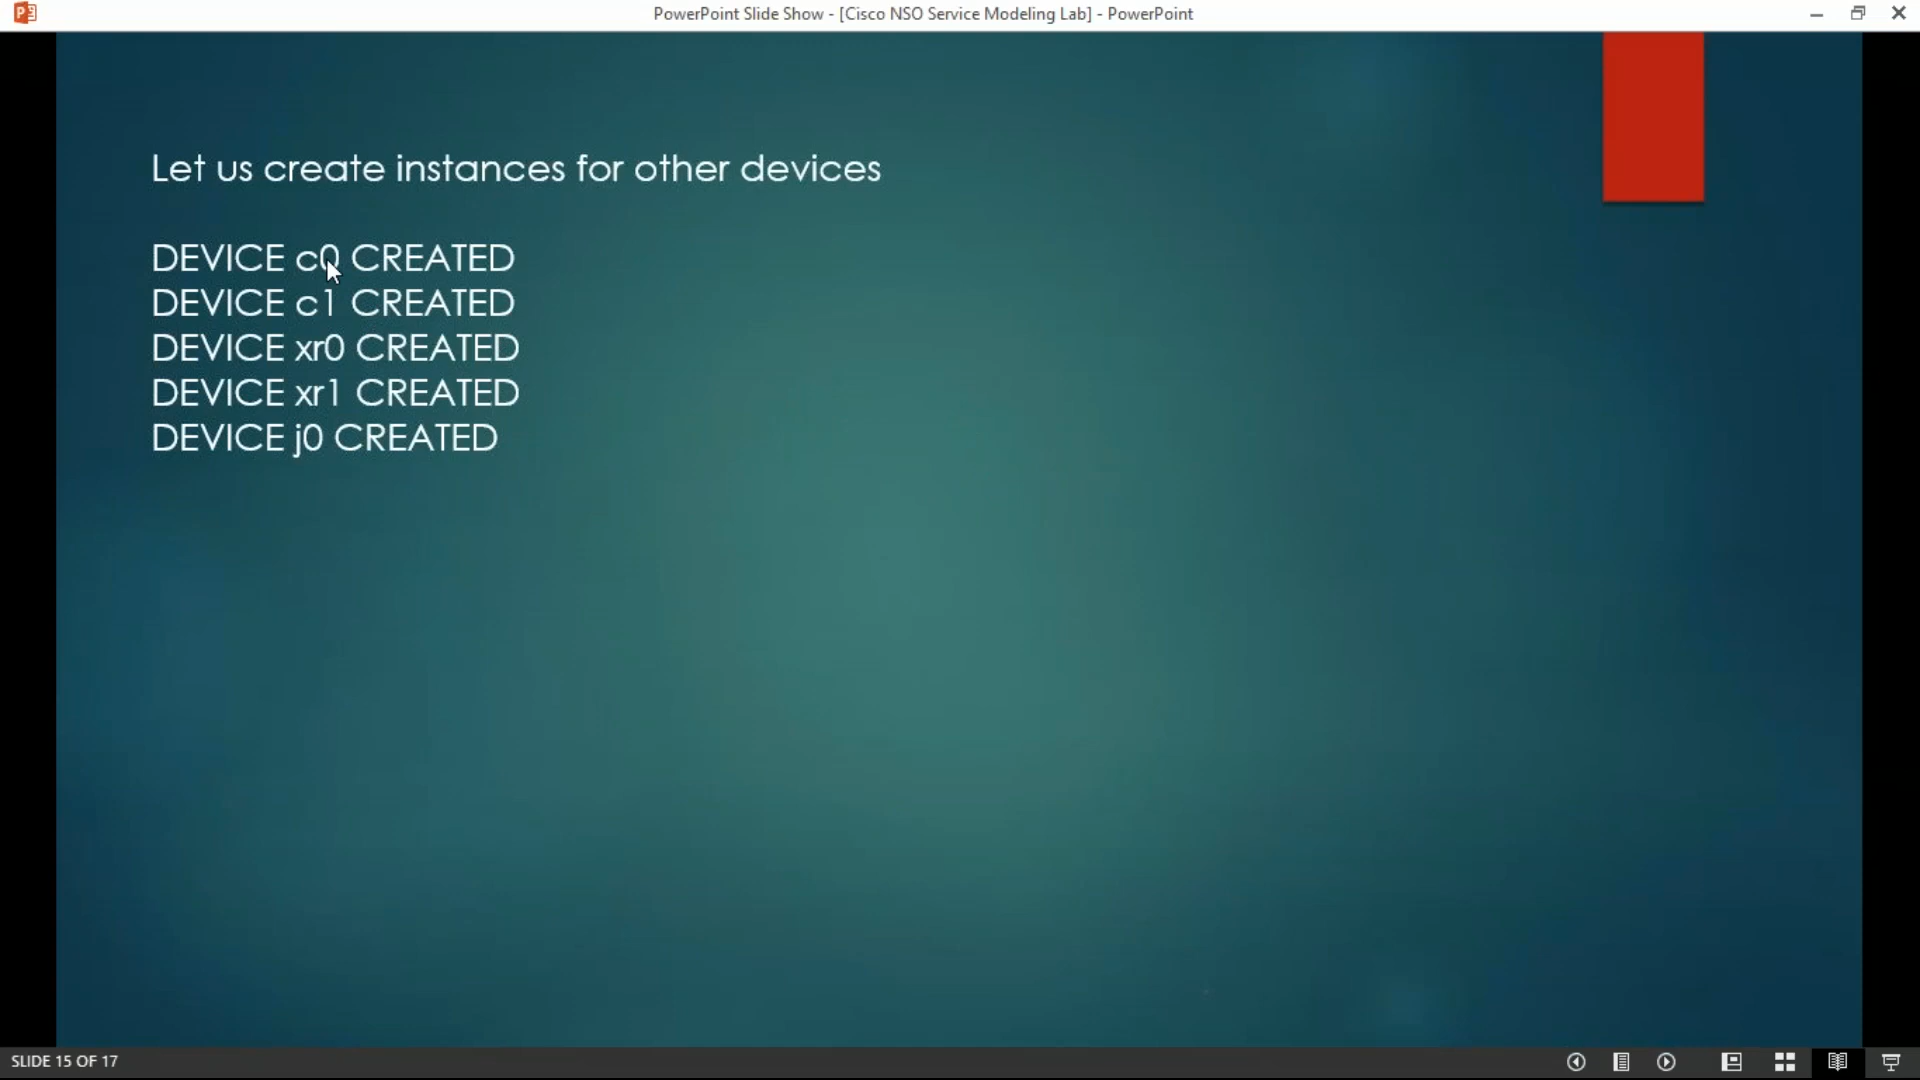 PowerPoint Slide Show - [Cisco NSO Service Modeling Lab] - PowerPoint
Let us create instances for other devices
DEVICE c0 CREATED
DEVICE c1 CREATED
DEVICE xr0 CREATED
DEVICE xr1 CREATED
DEVICE j0 CREATED
SLIDE 15 OF 17